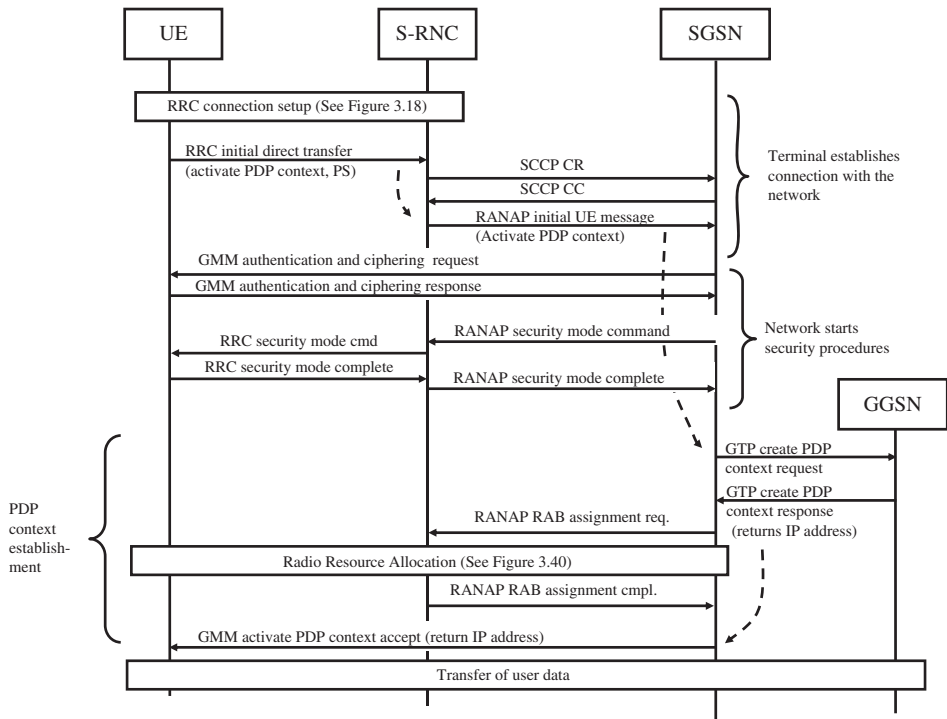 UE
S-RNC
SGSN
RRC connection setup (See Figure 3.18)
RRC initial direct transfer
(activate PDP context, PS)
SCCP CR
SCCP CC
RANAP initial UE message
(Activate PDP context)
Terminal establishes
connection with the
network
GMM authentication and ciphering request
GMM authentication and ciphering response
RANAP security mode command
RRC security mode cmd
RRC security mode complete
RANAP security mode complete
Network starts
security procedures
GGSN
GTP create PDP
context request
GTP create PDP
context response
(returns IP address)
PDP
context
establish-
ment
RANAP RAB assignment req.
Radio Resource Allocation (See Figure 3.40)
RANAP RAB assignment cmpl.
GMM activate PDP context accept (return IP address)
Transfer of user data